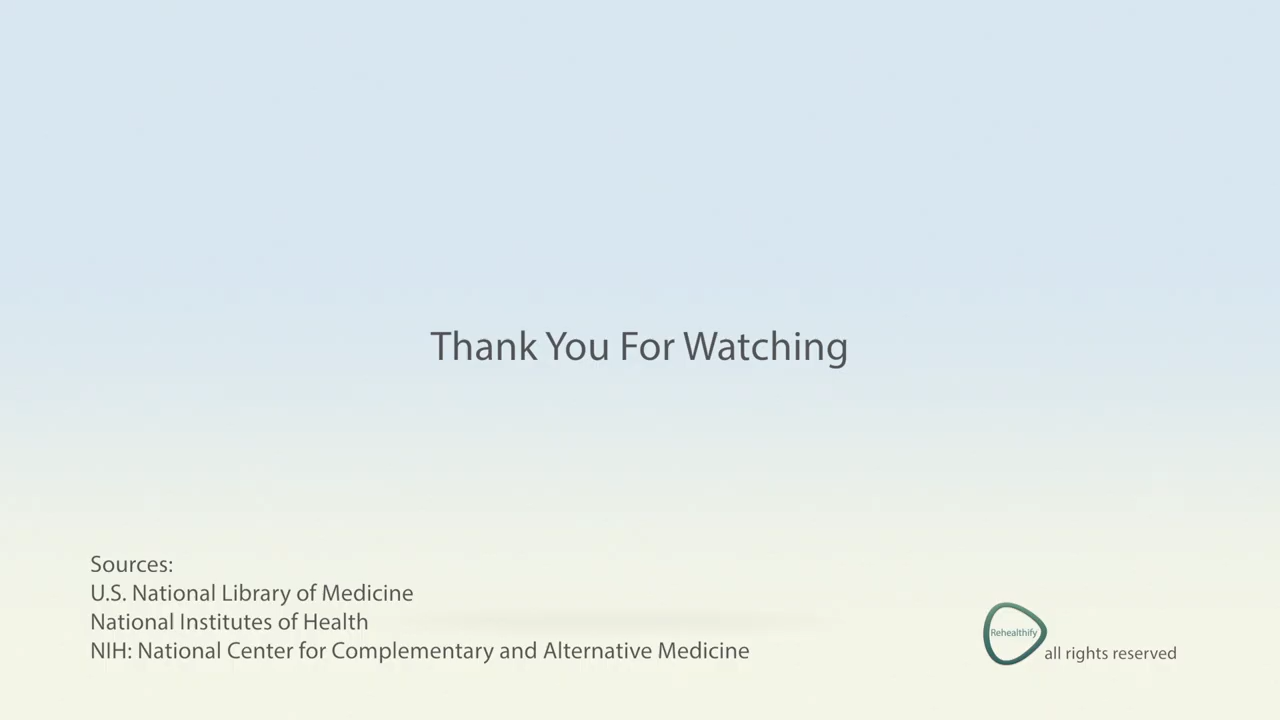 Thank You For Watching
Sources:
U.S. National Library of Medicine
National Institutes of Health
NIH: National Center for Complementary and Alternative Medicine
Rehealthify
all rights reserved